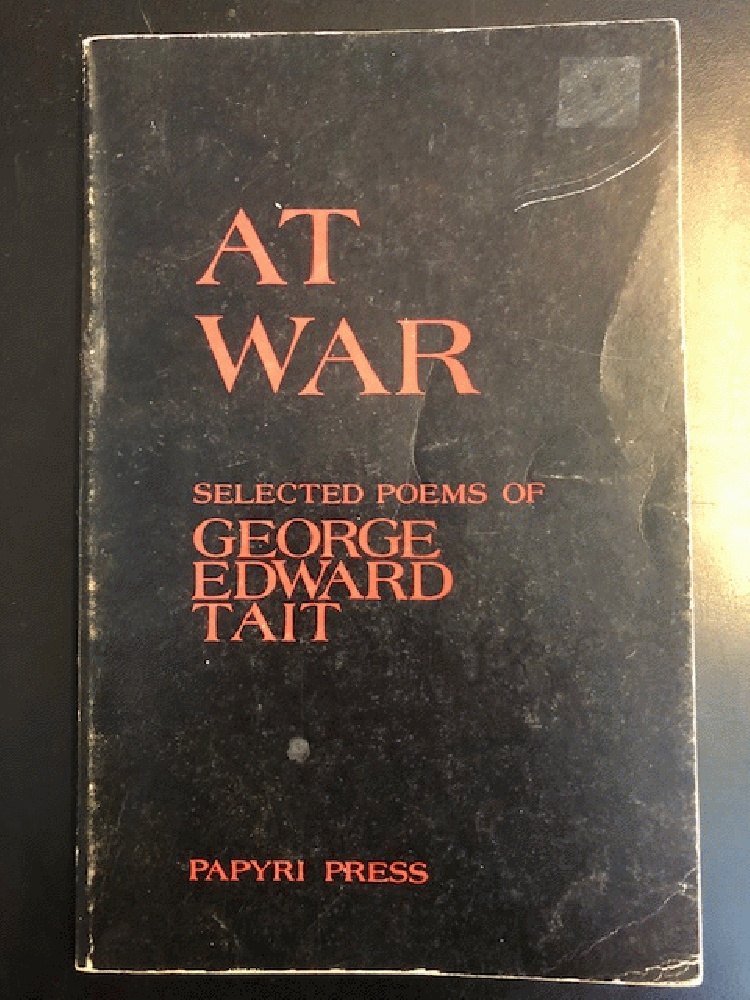 AT
WAR
SELECTED POEMS OF
GEORGE
EDWARD
TAIT
PAPYRI PRESS